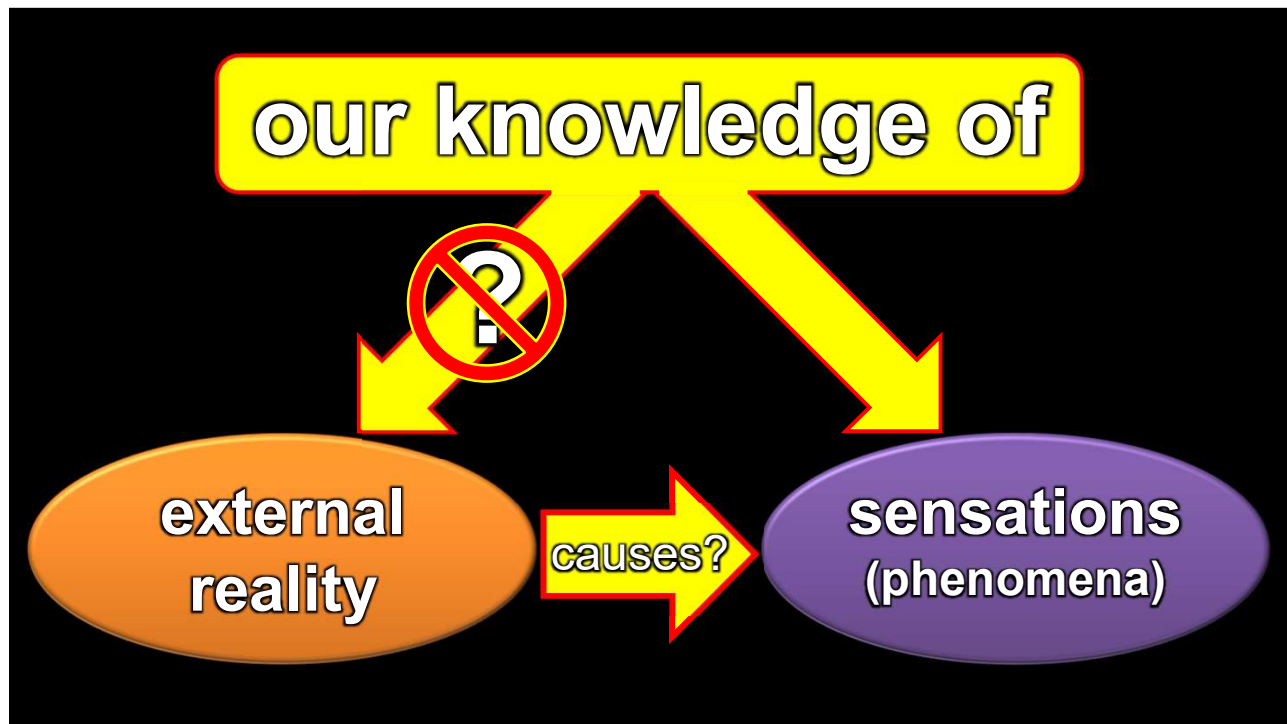 our knowledge of
?
external
reality
causes?
sensations
(phenomena)